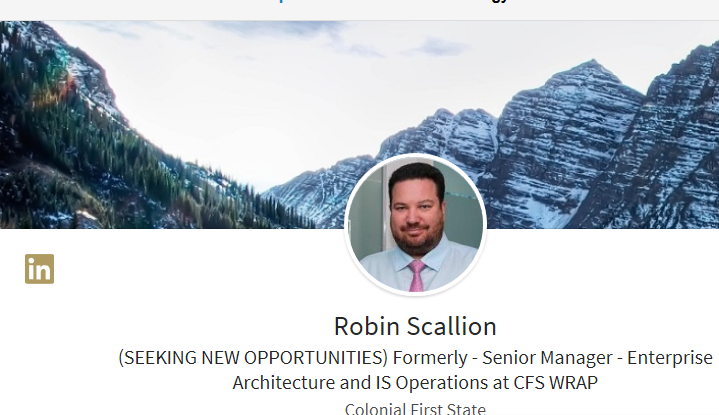 in
Robin Scallion
(SEEKING NEW OPPORTUNITIES) Formerly - Senior Manager - Enterprise
Architecture and IS Operations at CFS WRAP
Colonial First State